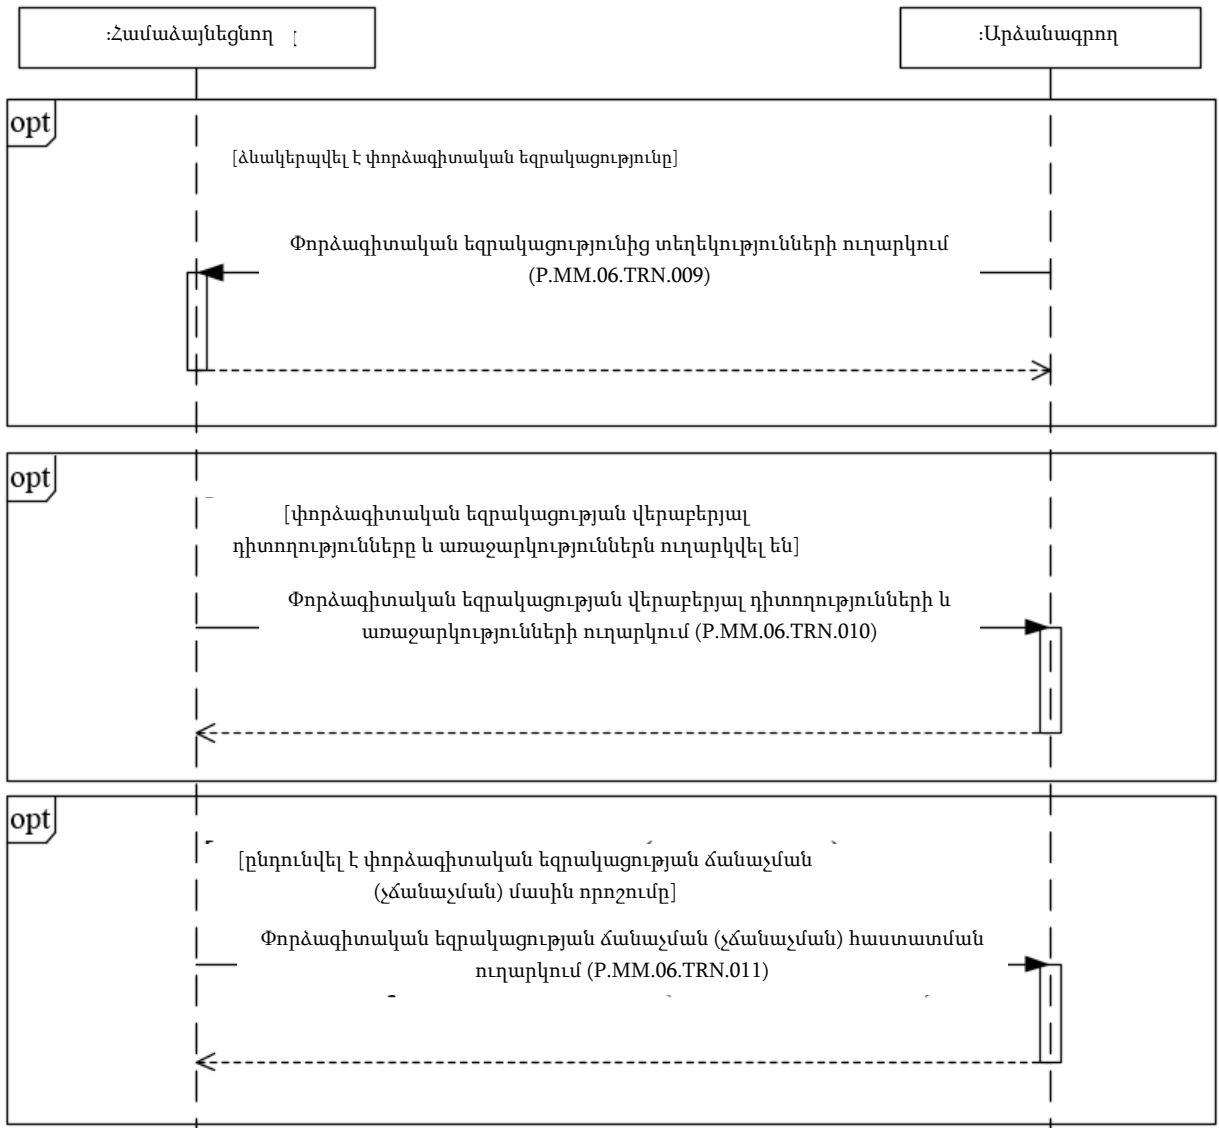 :Համաձայնեցնող
:Արձանագրող
opt
[ձևակերպվել է փորձագիտական եզրակացությունը]
Փորձագիտական եզրակացությունից տեղեկությունների ուղարկում
(P.MM.06.TRN.009)
opt
[փորձագիտական եզրակացության վերաբերյալ
դիտողությունները և առաջարկություններն ուղարկվել են]
Փորձագիտական եզրակացության վերաբերյալ դիտողությունների և
առաջարկությունների ուղարկում (P.MM.06.TRN.010)
opt
[ընդունվել է փորձագիտական եզրակացության ճանաչման
(չճանաչման) մասին որոշումը]
Փորձագիտական եզրակացության ճանաչման (չճանաչման) հաստատման
ուղարկում (P.MM.06.TRN.011)